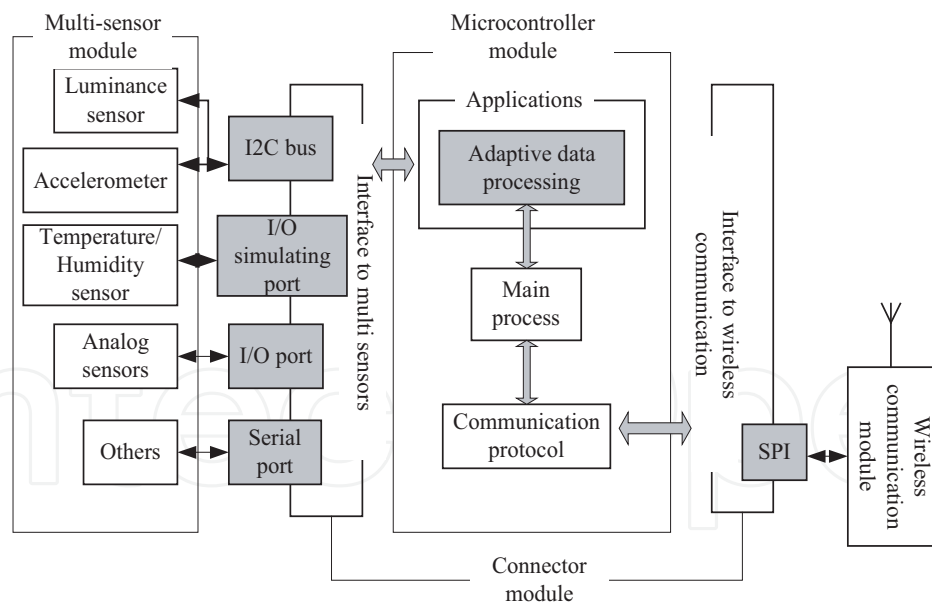 Multi-sensor
module
Luminance
sensor
Accelerometer
Temperature/
Humidity
sensor
Analog
sensors
Others
I2C bus
I/O
simulating
port
I/O port
Serial
port
Interface to multi sensors
Microcontroller
module
Applications
Adaptive data
processing
Main
process
Communication
protocol
Interface to wireless
communication
SPI
Wireless
communication
module
Connector
module